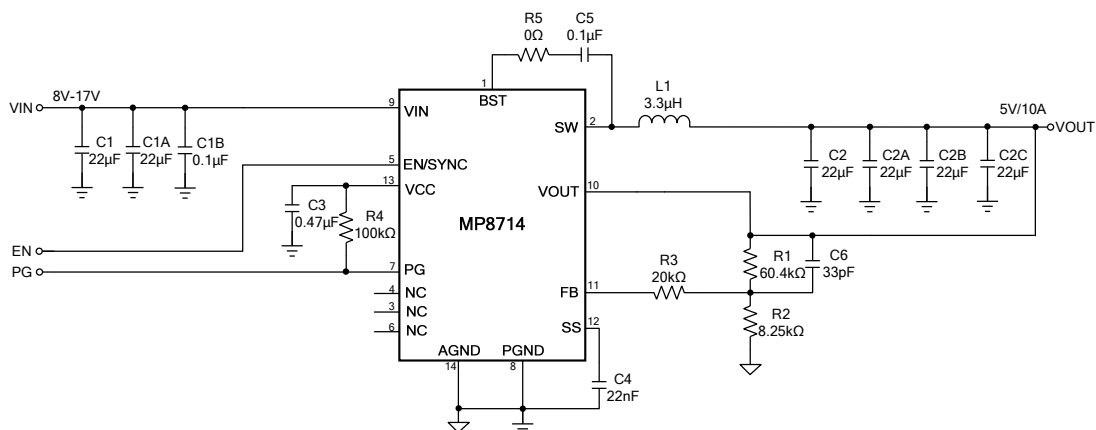 R5
0Ω
C5
0.1µF
1
BST
8V-17V
VIN
9
VIN
C1
22µF
C1A
22µF
C1B
0.1µF
L1
3.3µH
SW
2
5V/10A
VOUT
C2
22µF
C2A
22µF
C2B
22µF
C2C
22µF
5
EN/SYNC
13
VCC
VOUT
10
C3
0.47µF
R4
100kΩ
MP8714
EN
PG
7
PG
4
NC
3
NC
6
NC
FB
11
R3
20kΩ
R1
60.4kΩ
C6
33pF
R2
8.25kΩ
SS
12
AGND
14
PGND
8
C4
22nF